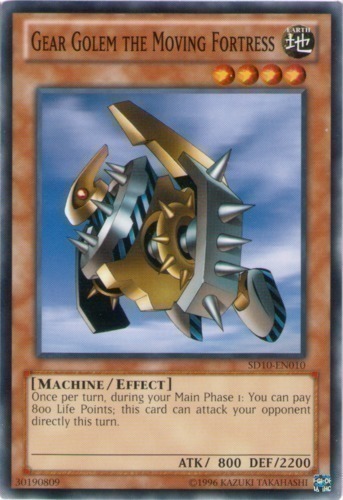 GEAR GOLEM THE MOVING FORTRESS
EARTH
地
SD10-EN010
[MACHINE/EFFECT]
Once per turn, during your Main Phase 1: You can pay
800 Life Points; this card can attack your opponent
directly this turn.
ATK/ 800 DEF/2200
30190809
©1996 KAZUKI TAKAHASHI